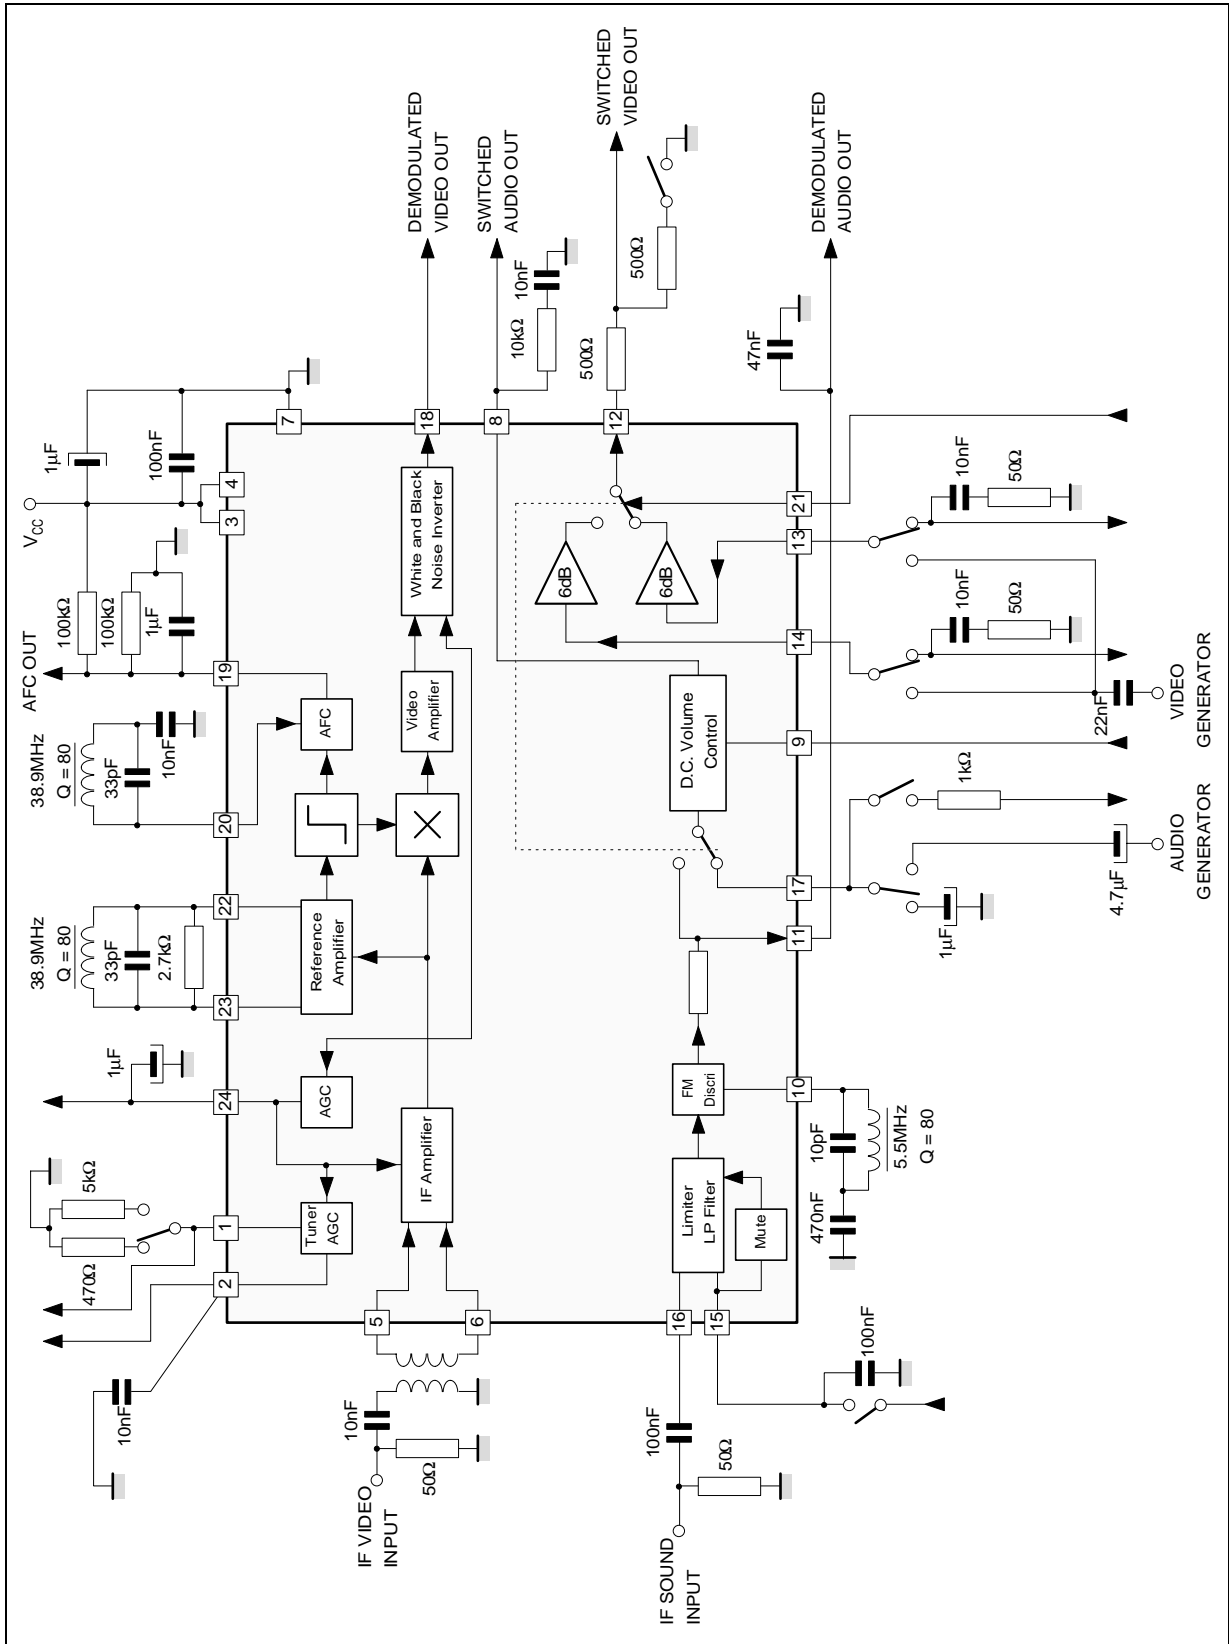 AFC OUT
V_CC
1µF
100nF
100kΩ
100kΩ
1µF
38.9MHz
Q = 80
33pF
10nF
38.9MHz
Q = 80
33pF
2.7kΩ
1µF
5kΩ
470Ω
10nF
2
1
24
23
22
20
19
3
4
7
Tuner
AGC
AGC
IF Amplifier
Reference
Amplifier
AFC
Video
Amplifier
White and Black
Noise Inverter
18
DEMODULATED
VIDEO OUT
8
SWITCHED
AUDIO OUT
10kΩ
10nF
12
500Ω
SWITCHED
VIDEO OUT
500Ω
DEMODULATED
AUDIO OUT
47nF
IF VIDEO
INPUT
10nF
50Ω
5
6
IF SOUND
INPUT
100nF
50Ω
16
15
100nF
Limiter
LP Filter
Mute
FM
Discri
D.C. Volume
Control
6dB
6dB
10
11
17
9
14
13
21
470nF
10pF
5.5MHz
Q = 80
1µF
4.7µF
AUDIO
GENERATOR
1kΩ
22nF
VIDEO
GENERATOR
10nF
50Ω
10nF
50Ω